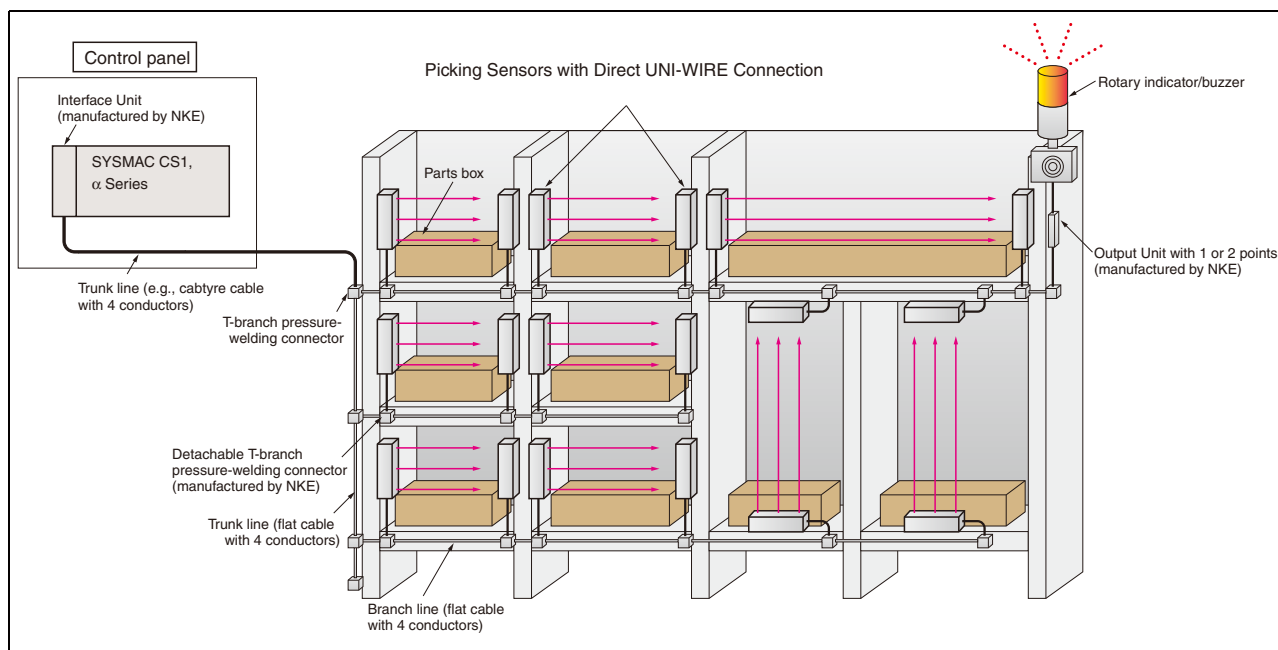 Control panel
Interface Unit
(manufactured by NKE)
SYSMAC CS1,
α Series
Trunk line (e.g., cabtyre cable
with 4 conductors)
T-branch pressure-
welding connector
Detachable T-branch
pressure-welding connector
(manufactured by NKE)
Trunk line (flat cable
with 4 conductors)
Branch line (flat cable
with 4 conductors)
Picking Sensors with Direct UNI-WIRE Connection
Parts box
Rotary indicator/buzzer
Output Unit with 1 or 2 points
(manufactured by NKE)